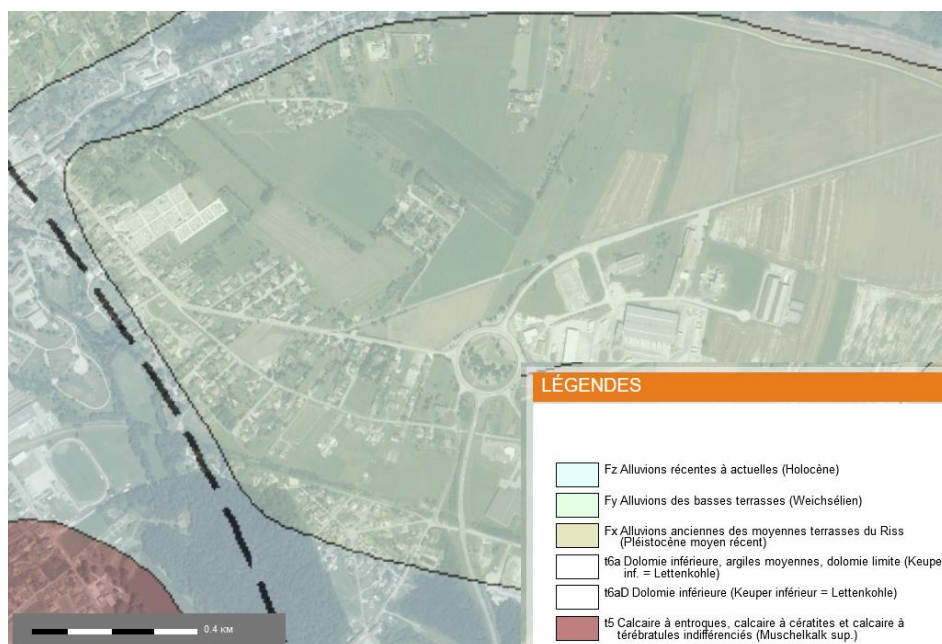 LÉGENDES
Fz Alluvions récentes à actuelles (Holocène)
Fy Alluvions des basses terrasses (Weichsélien)
Fx Alluvions anciennes des moyennes terrasses du Riss
(Pléistocène moyen récent)
t6a Dolomie inférieure, argiles moyennes, dolomie limite (Keupe
inf. = Lettenkohle)
t6aD Dolomie inférieure (Keuper inférieur = Lettenkohle)
t5 Calcaire à entroques, calcaire à cératites et calcaire à
térébratules indifférenciés (Muschelkalk sup.)
0.4 KM